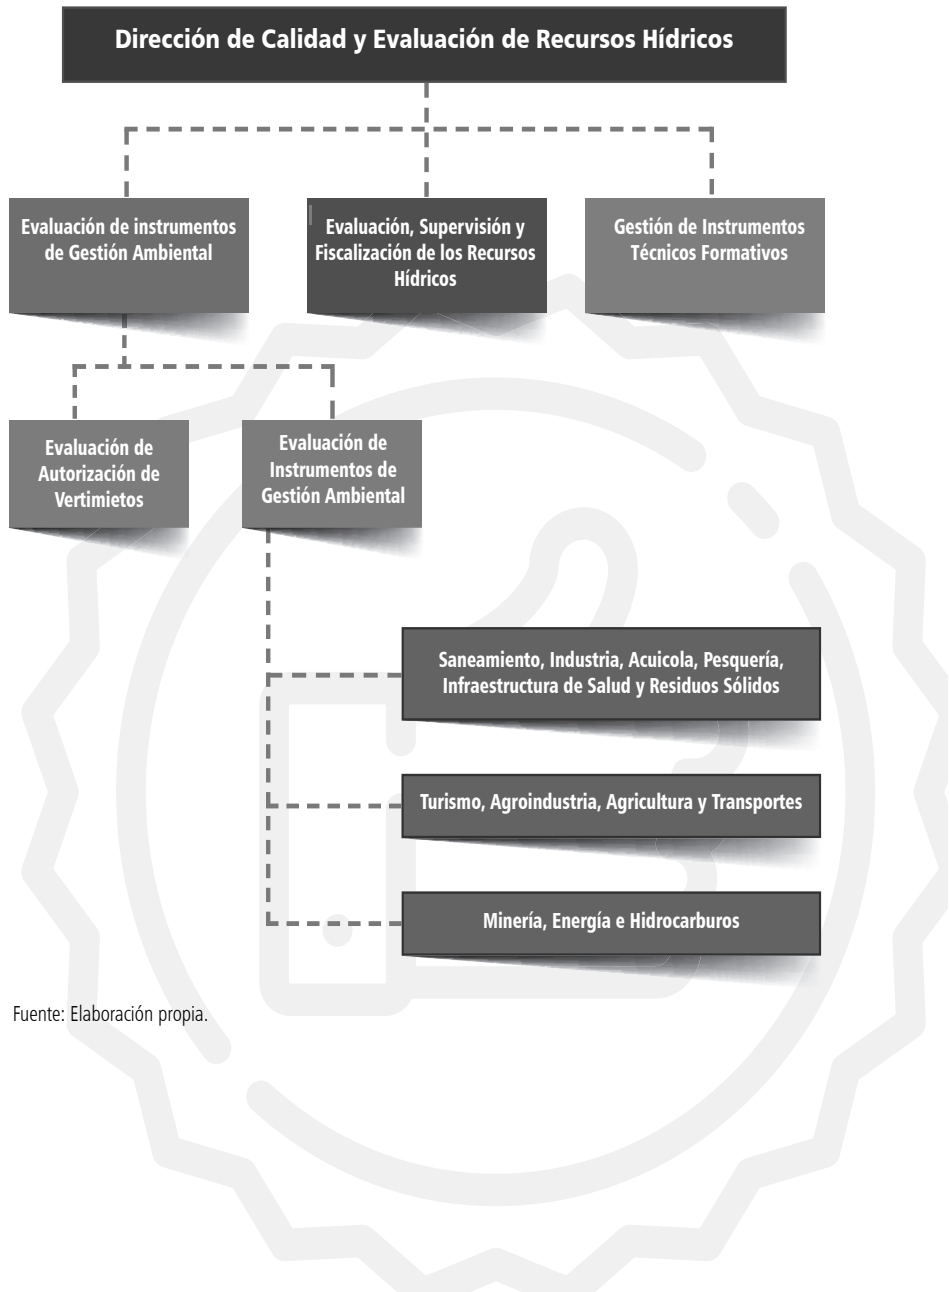 Dirección de Calidad y Evaluación de Recursos Hídricos
Evaluación de instrumentos
de Gestión Ambiental
Evaluación, Supervisión y
Fiscalización de los Recursos
Hídricos
Gestión de Instrumentos
Técnicos Formativos
Evaluación de
Autorización de
Vertimietos
Evaluación de
Instrumentos de
Gestión Ambiental
Saneamiento, Industria, Acuicola, Pesquería,
Infraestructura de Salud y Residuos Sólidos
Turismo, Agroindustria, Agricultura y Transportes
Minería, Energía e Hidrocarburos
Fuente: Elaboración propia.